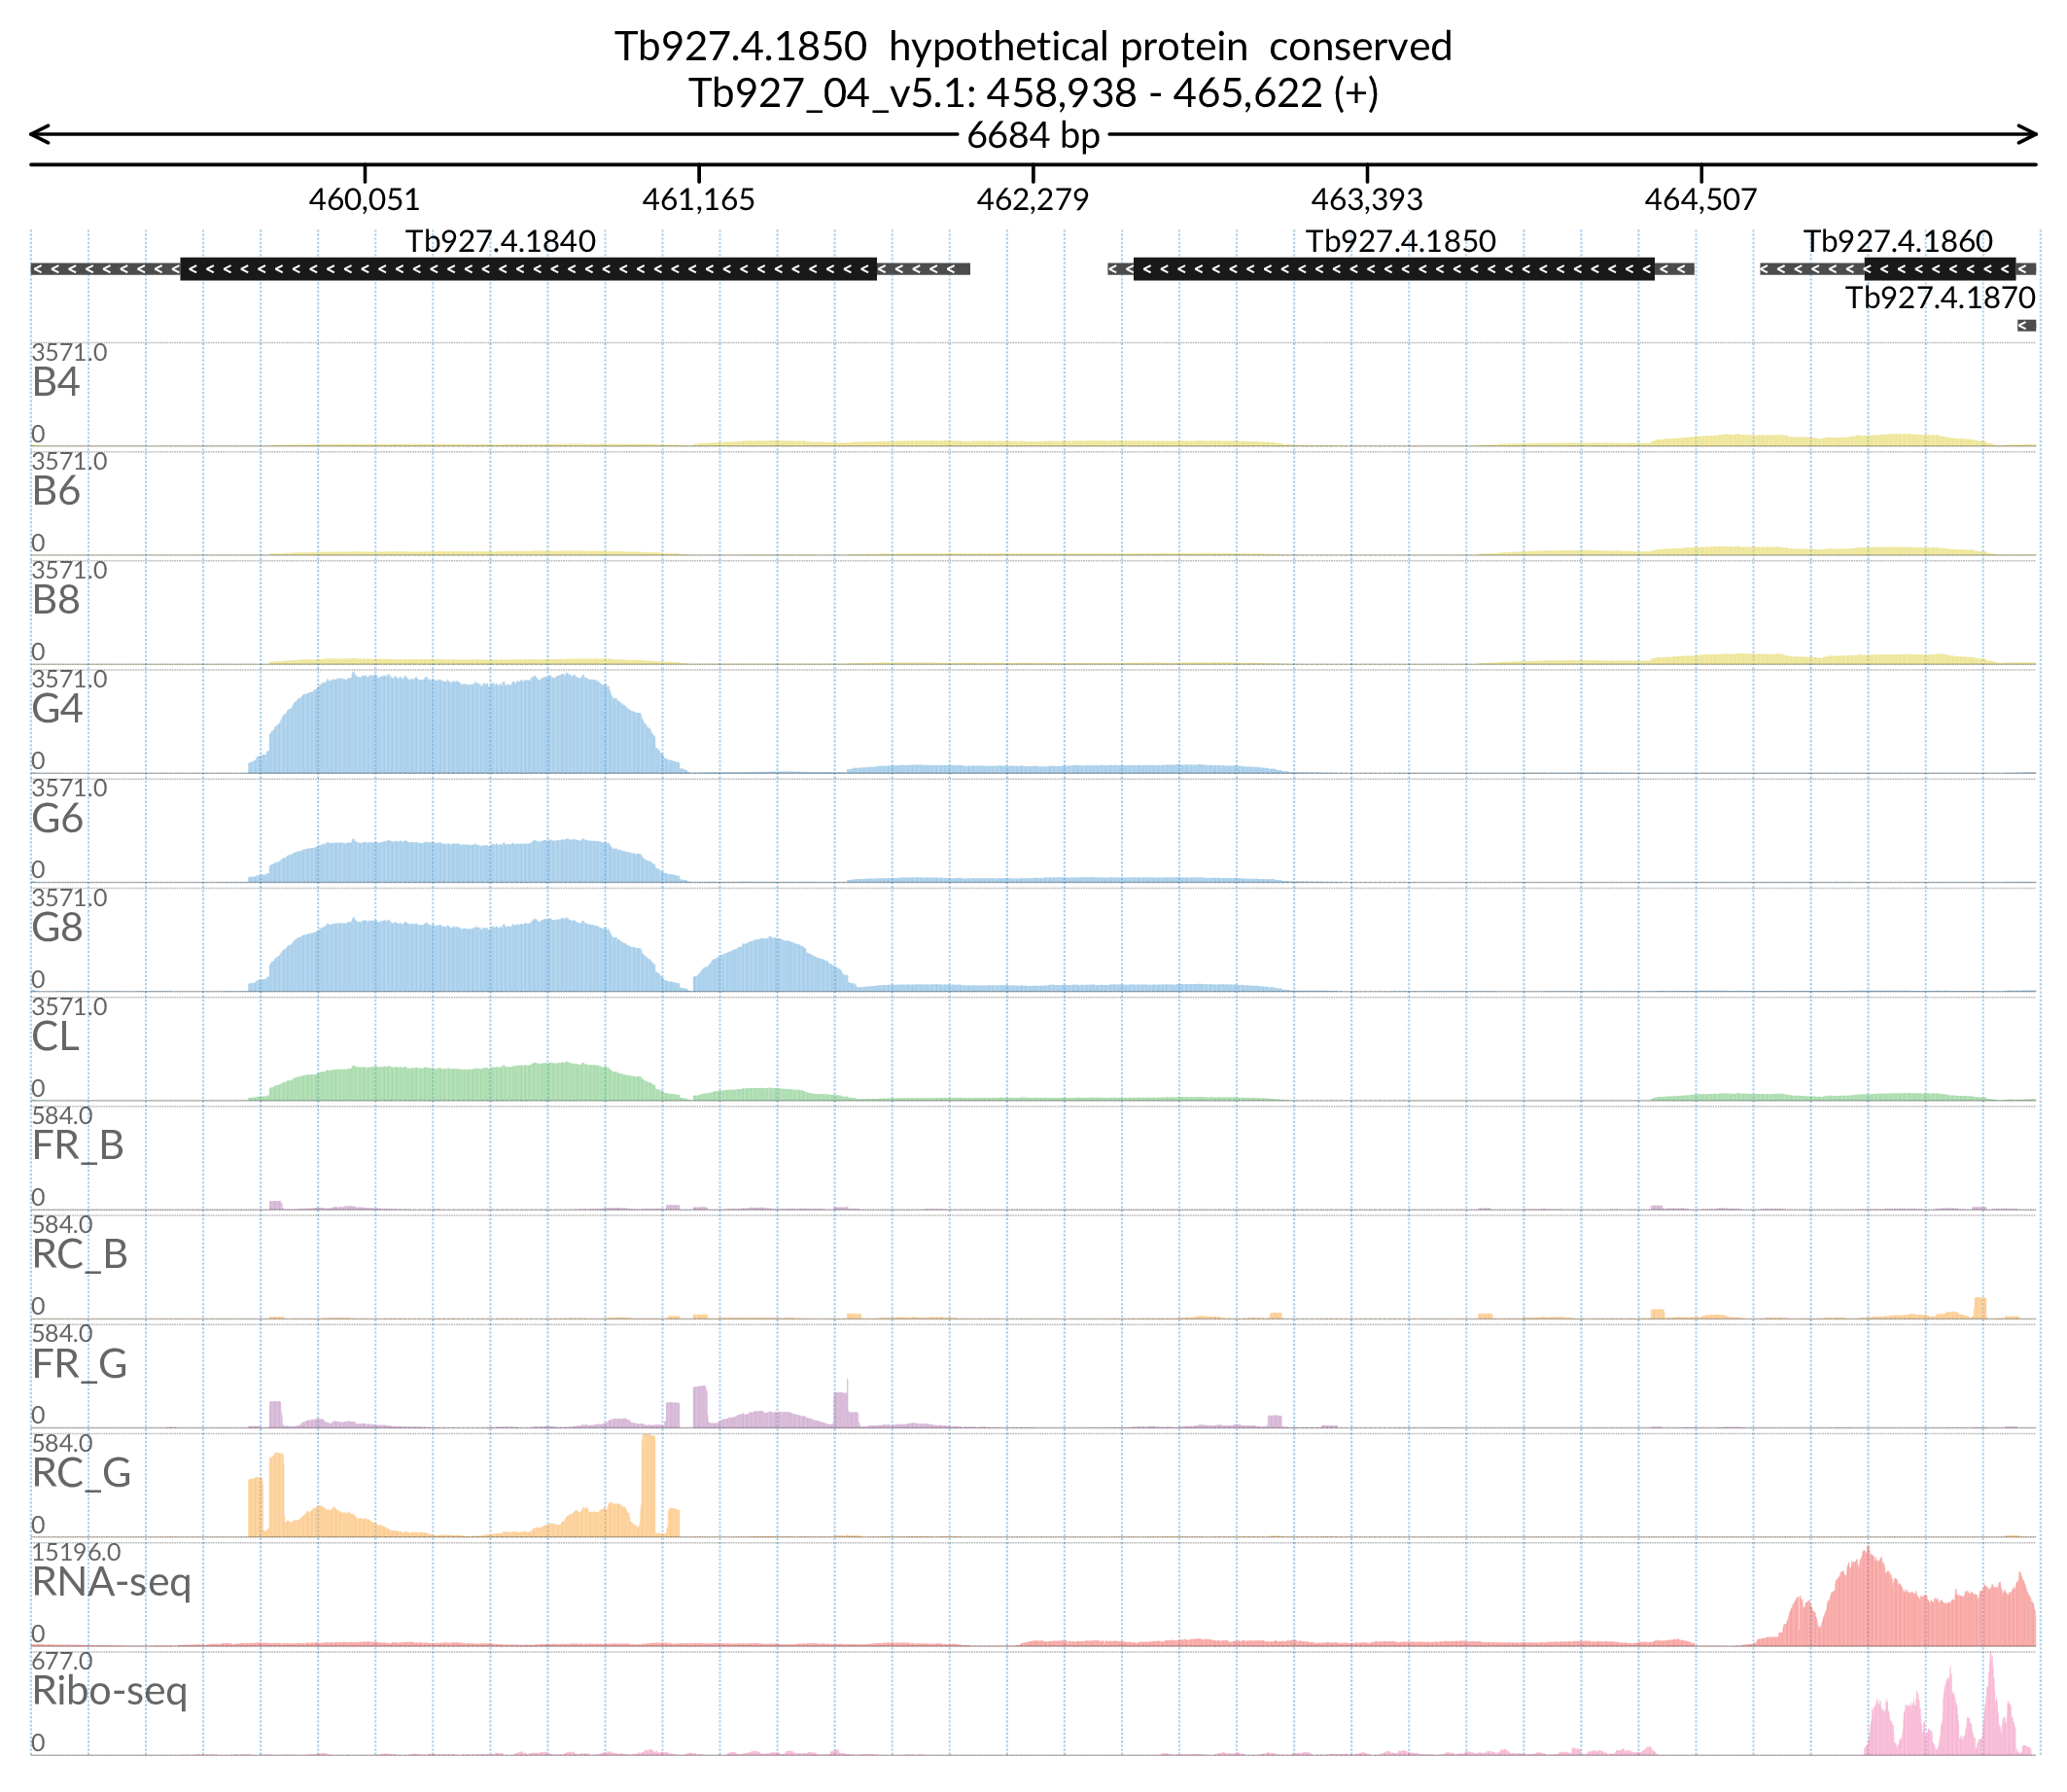 Tb927.4.1850  hypothetical protein  conserved
Tb927_04_v5.1: 458,938 - 465,622 (+)
6684 bp
460,051 461,165 462,279 463,393 464,507
Tb927.4.1840 Tb927.4.1850 Tb927.4.1860
Tb927.4.1870
3571.0
B4
0
3571.0
B6
0
3571.0
B8
0
3571.0
G4
0
3571.0
G6
0
3571.0
G8
0
3571.0
CL
0
584.0
FR_B
0
584.0
RC_B
0
584.0
FR_G
0
584.0
RC_G
0
15196.0
RNA-seq
0
677.0
Ribo-seq
0